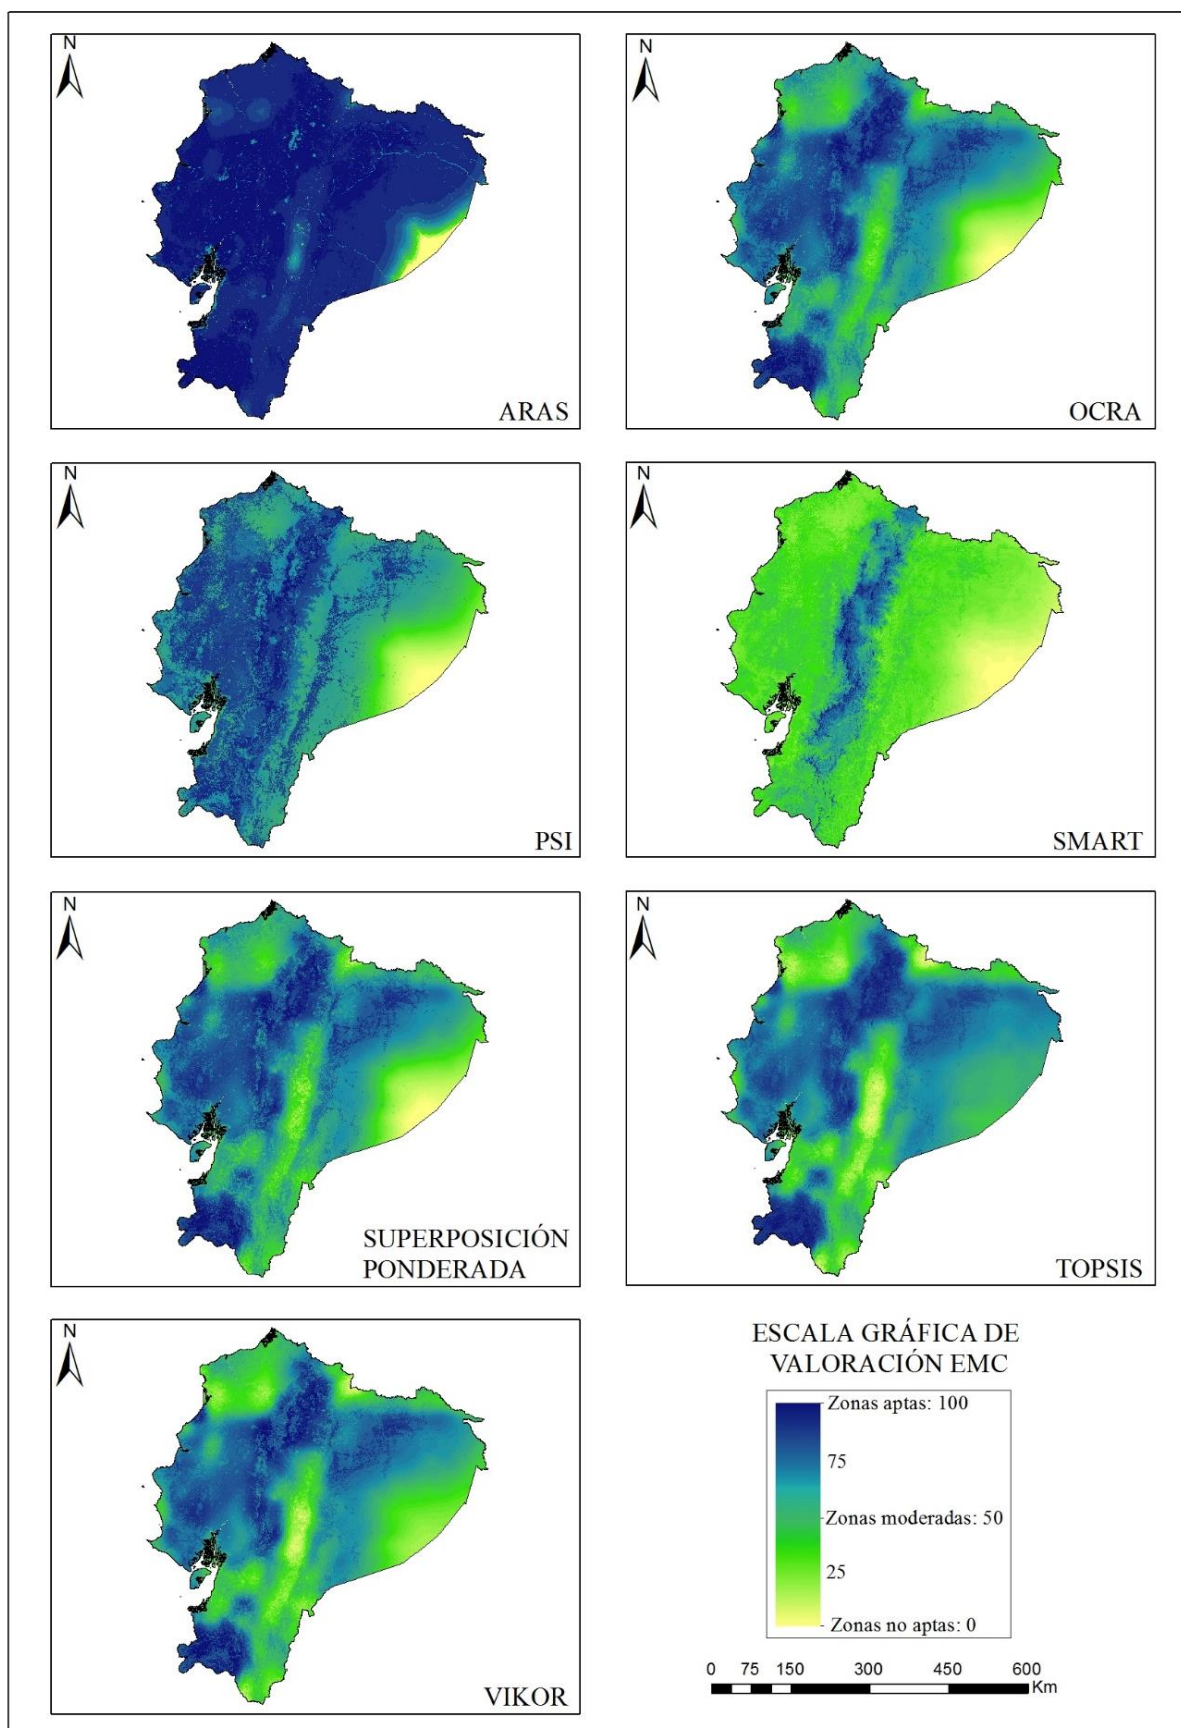 N
ARAS
N
OCRA
N
PSI
N
SMART
N
SUPERPOSICIÓN
PONDERADA
N
TOPSIS
N
VIKOR
ESCALA GRÁFICA DE
VALORACIÓN EMC
Zonas aptas: 100
75
Zonas moderadas: 50
25
Zonas no aptas: 0
0 75 150 300 450 600
Km